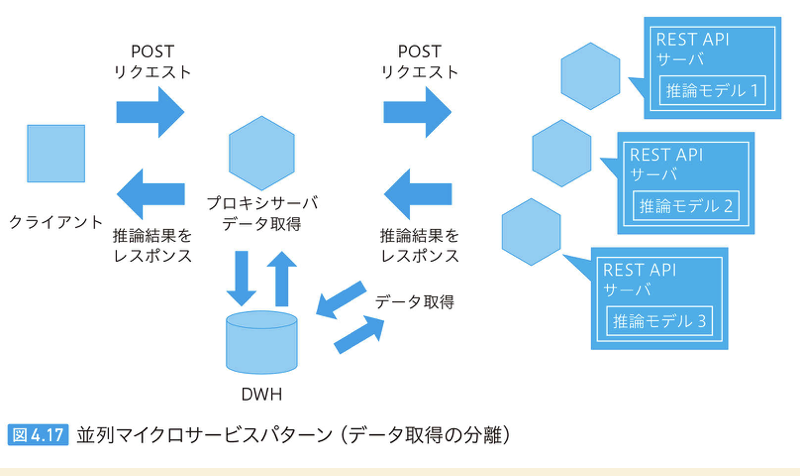 POST
リクエスト
POST
リクエスト
REST API
サーバ
推論モデル 1
REST API
サーバ
推論モデル 2
クライアント
プロキシサーバ
データ取得
推論結果を
レスポンス
推論結果を
レスポンス
REST API
サーバ
推論モデル 3
データ取得
DWH
図4.17 並列マイクロサービスパターン（データ取得の分離）